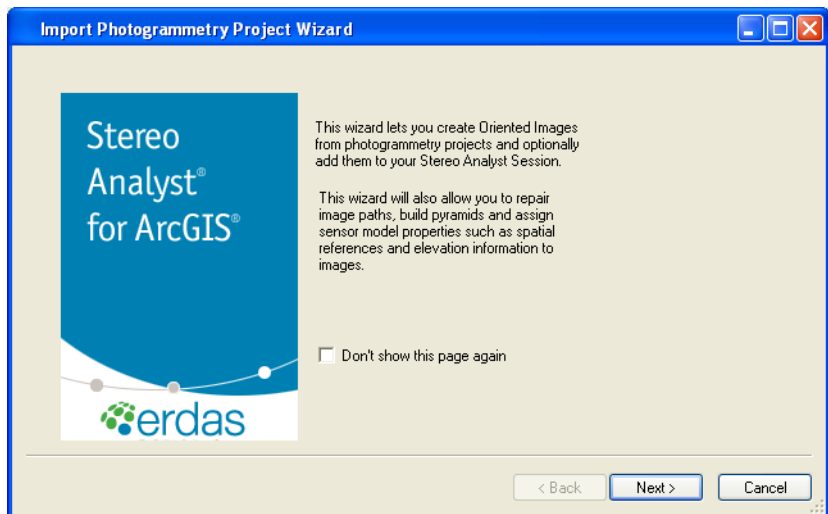 Import Photogrammetry Project Wizard
Stereo
Analyst®
for ArcGIS®
erdas
This wizard lets you create Oriented Images
from photogrammetry projects and optionally
add them to your Stereo Analyst Session.
This wizard will also allow you to repair
image paths, build pyramids and assign
sensor model properties such as spatial
references and elevation information to
images.
Don't show this page again
< Back
Next >
Cancel